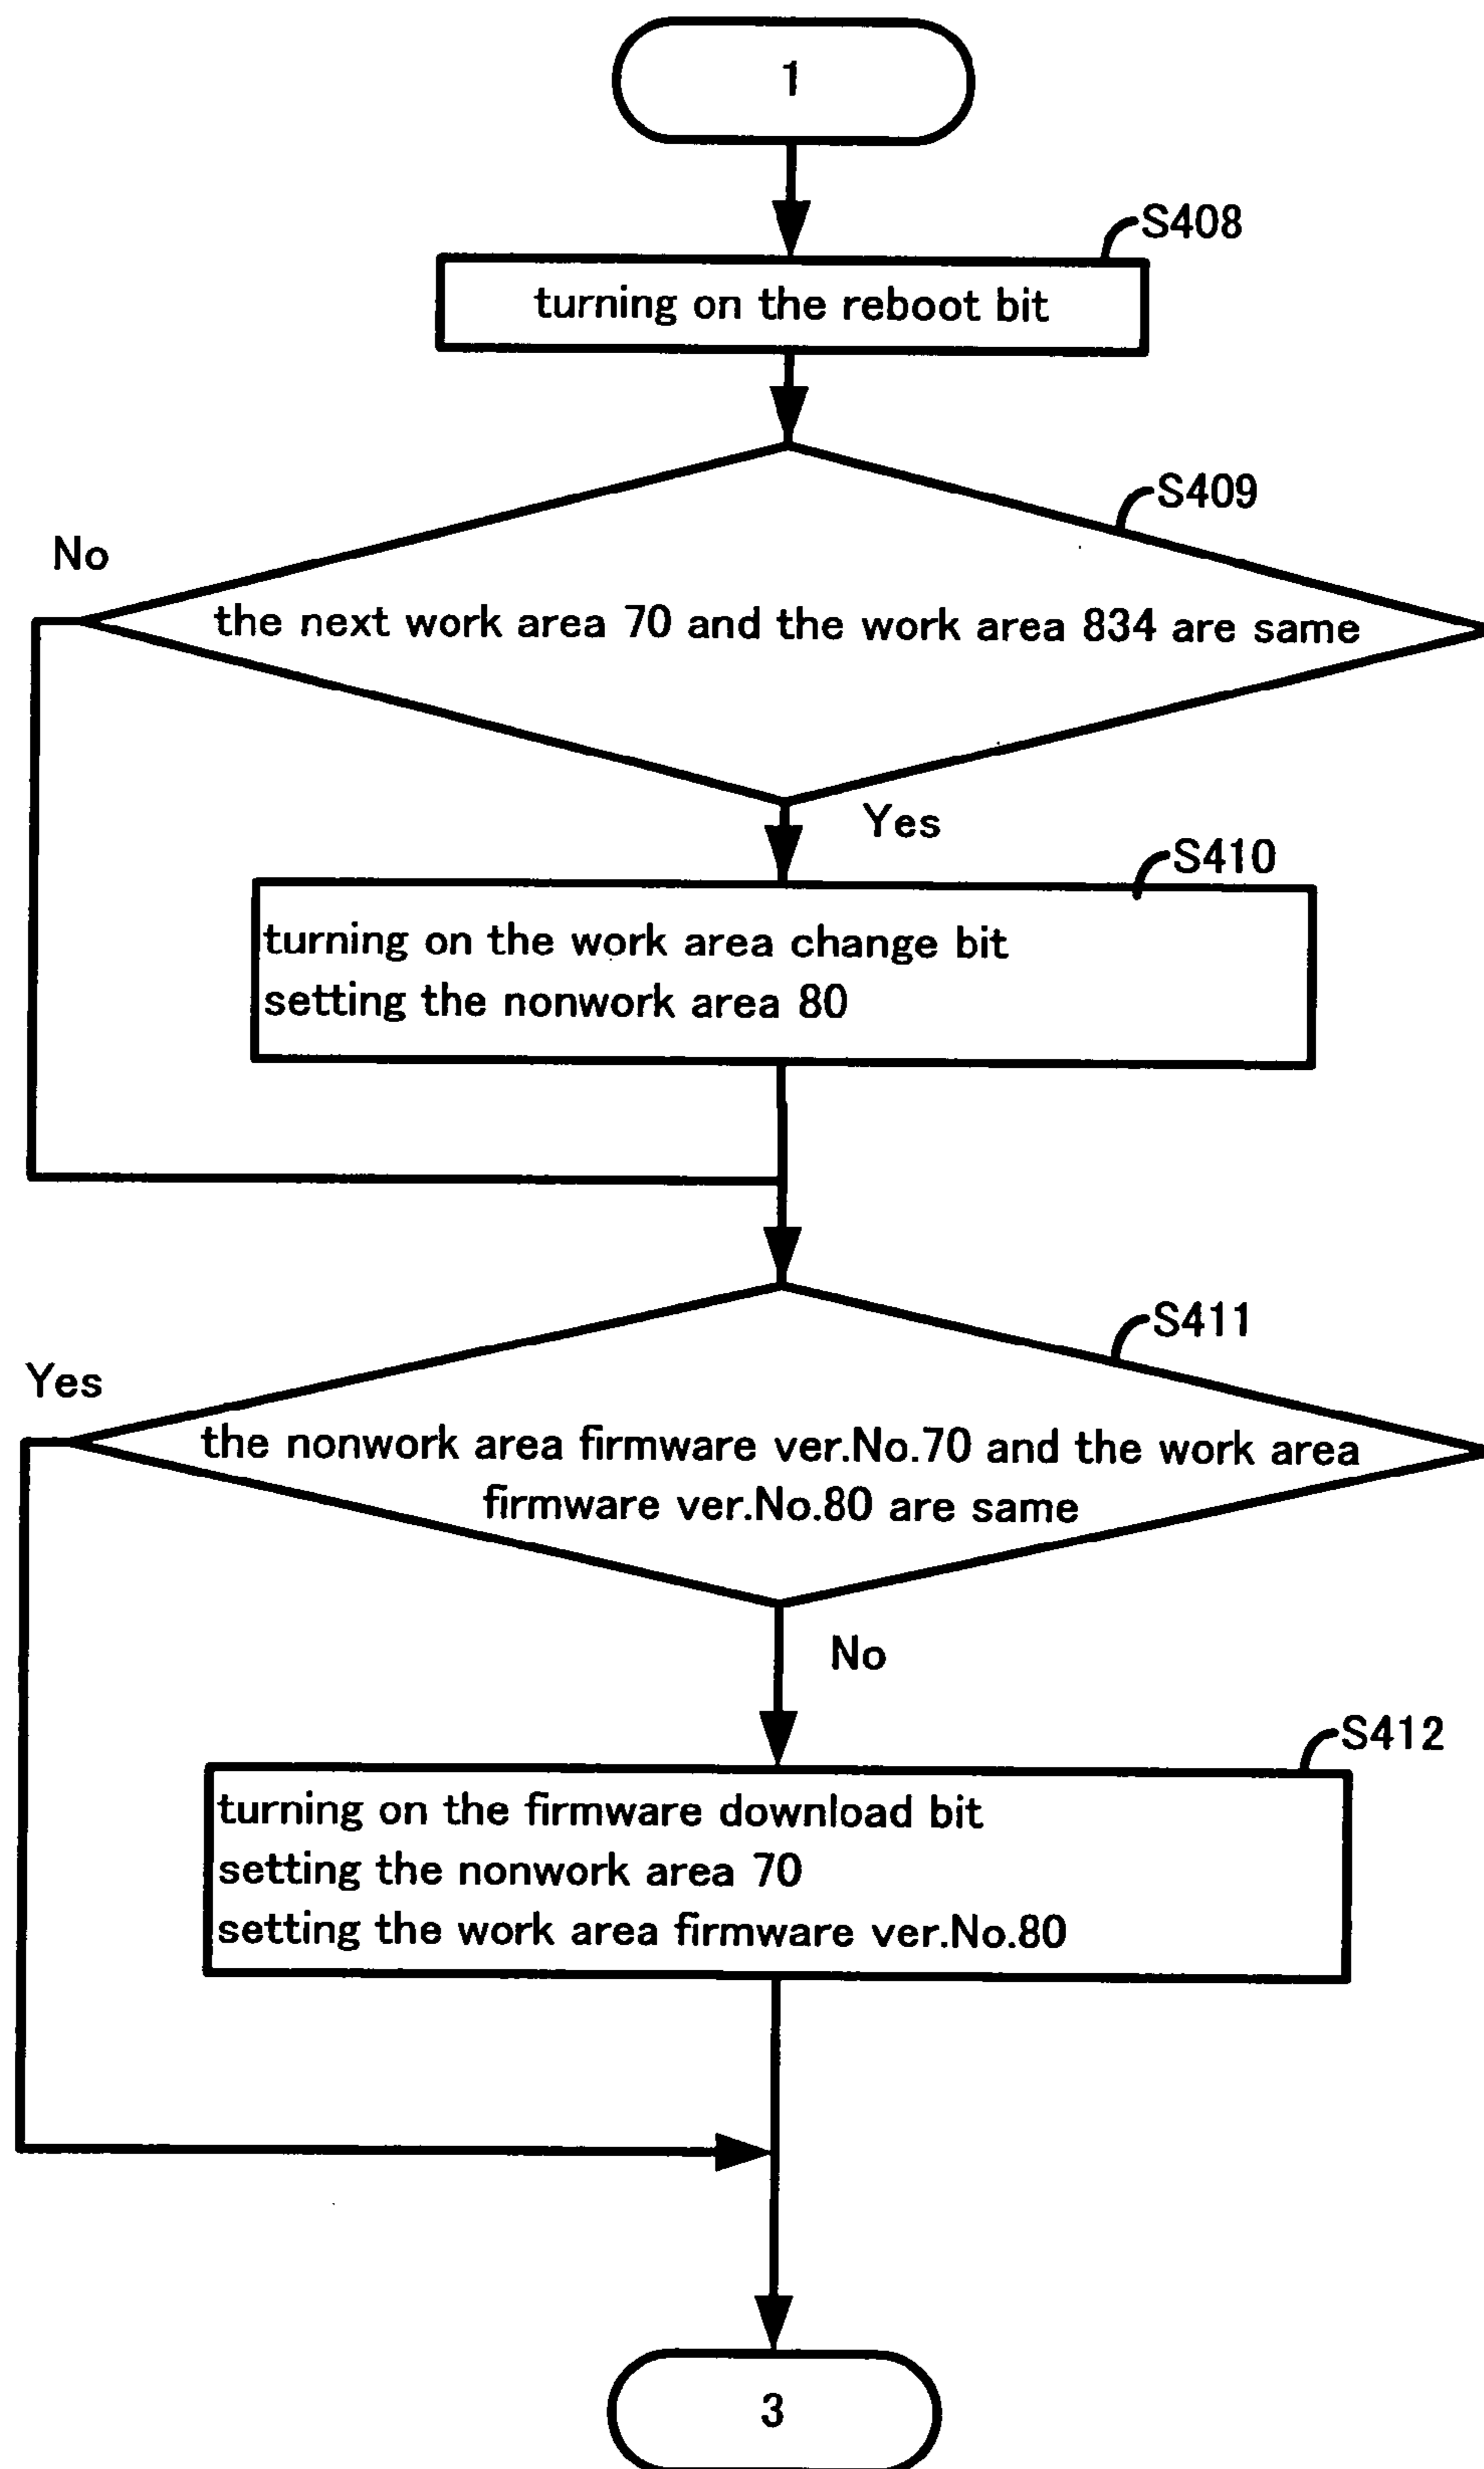 1
S408
turning on the reboot bit
S409
No
the next work area 70 and the work area 834 are same
Yes
S410
turning on the work area change bit
setting the nonwork area 80
S411
Yes
the nonwork area firmware ver.No.70 and the work area
firmware ver.No.80 are same
No
S412
turning on the firmware download bit
setting the nonwork area 70
setting the work area firmware ver.No.80
3